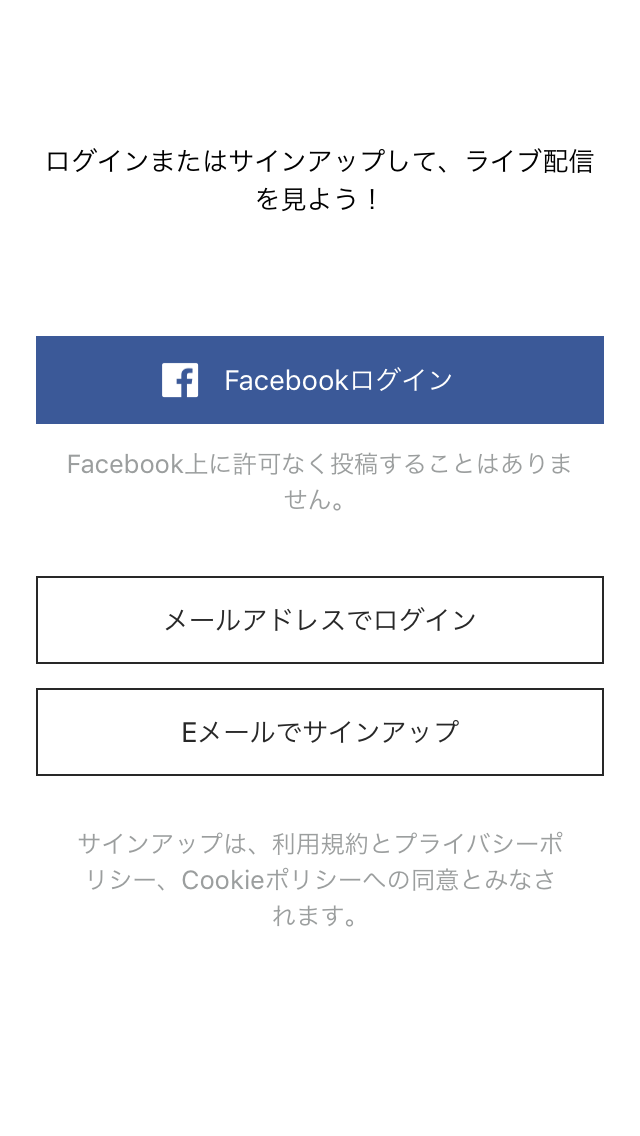 ログインまたはサインアップして、ライブ配信
を見よう！
Facebookログイン
Facebook上に許可なく投稿することはありま
せん。
メールアドレスでログイン
Eメールでサインアップ
サインアップは、利用規約とプライバシーポ
リシー、Cookieポリシーへの同意とみなさ
れます。